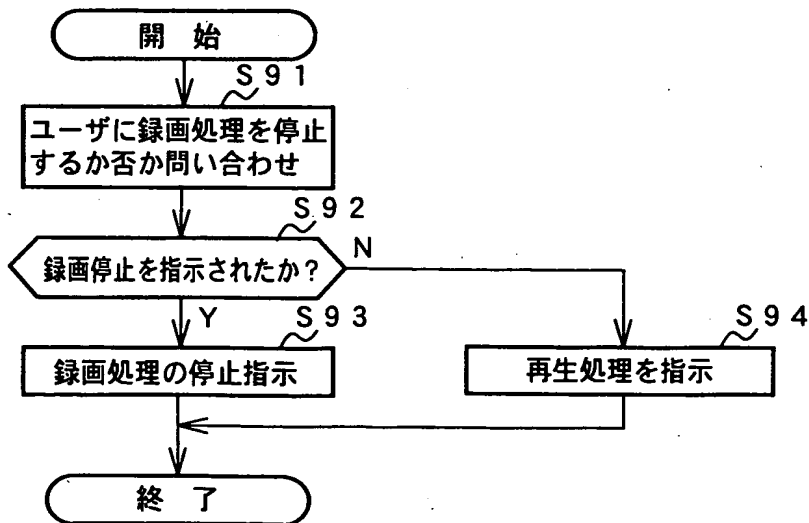 開始
S91
ユーザに録画処理を停止
するか否か問い合わせ
S92
録画停止を指示されたか?
N
Y
S93
録画処理の停止指示
S94
再生処理を指示
終了